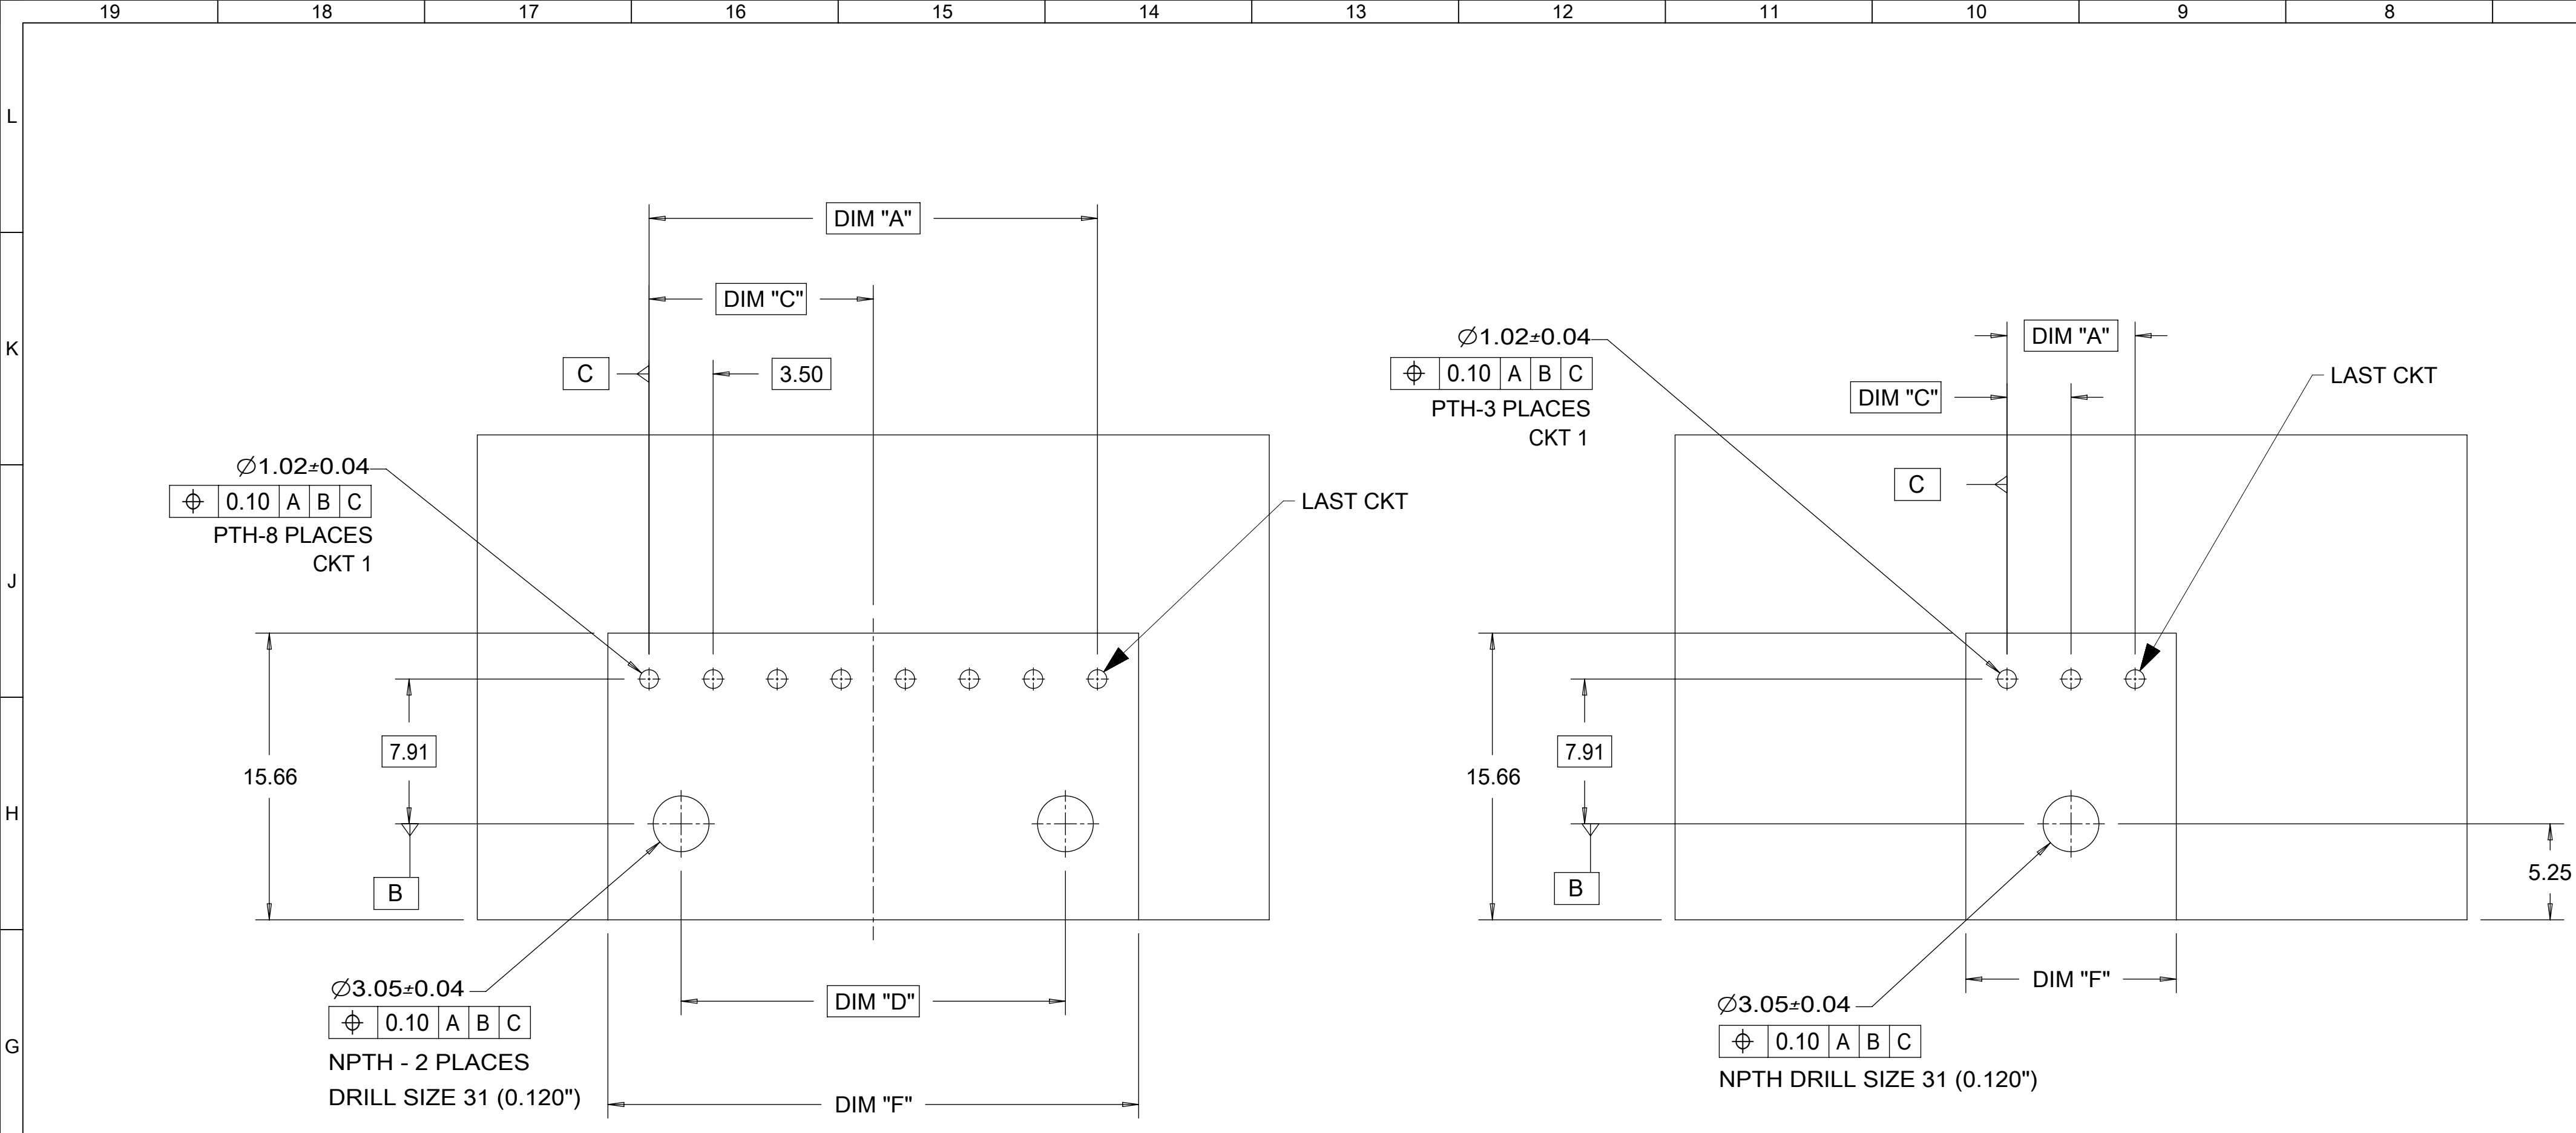 19 18 17 16 15 14 13 12 11 10 9 8
L
K
J
H
G
DIM "A"
DIM "C"
C
3.50
∅1.02±0.04
⌖ 0.10 A B C
PTH-8 PLACES
CKT 1
LAST CKT
15.66
7.91
B
∅3.05±0.04
⌖ 0.10 A B C
NPTH - 2 PLACES
DRILL SIZE 31 (0.120")
DIM "D"
DIM "F"
∅1.02±0.04
⌖ 0.10 A B C
PTH-3 PLACES
CKT 1
DIM "A"
DIM "C"
C
LAST CKT
15.66
7.91
B
5.25
∅3.05±0.04
⌖ 0.10 A B C
NPTH DRILL SIZE 31 (0.120")
DIM "F"